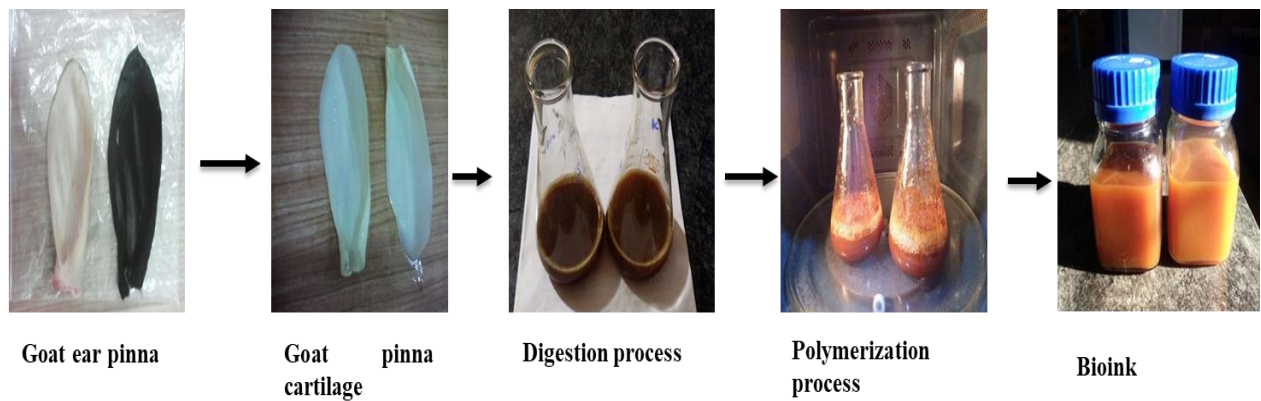 Goat ear pinna
Goat pinna
cartilage
Digestion process
Polymerization
process
Bioink